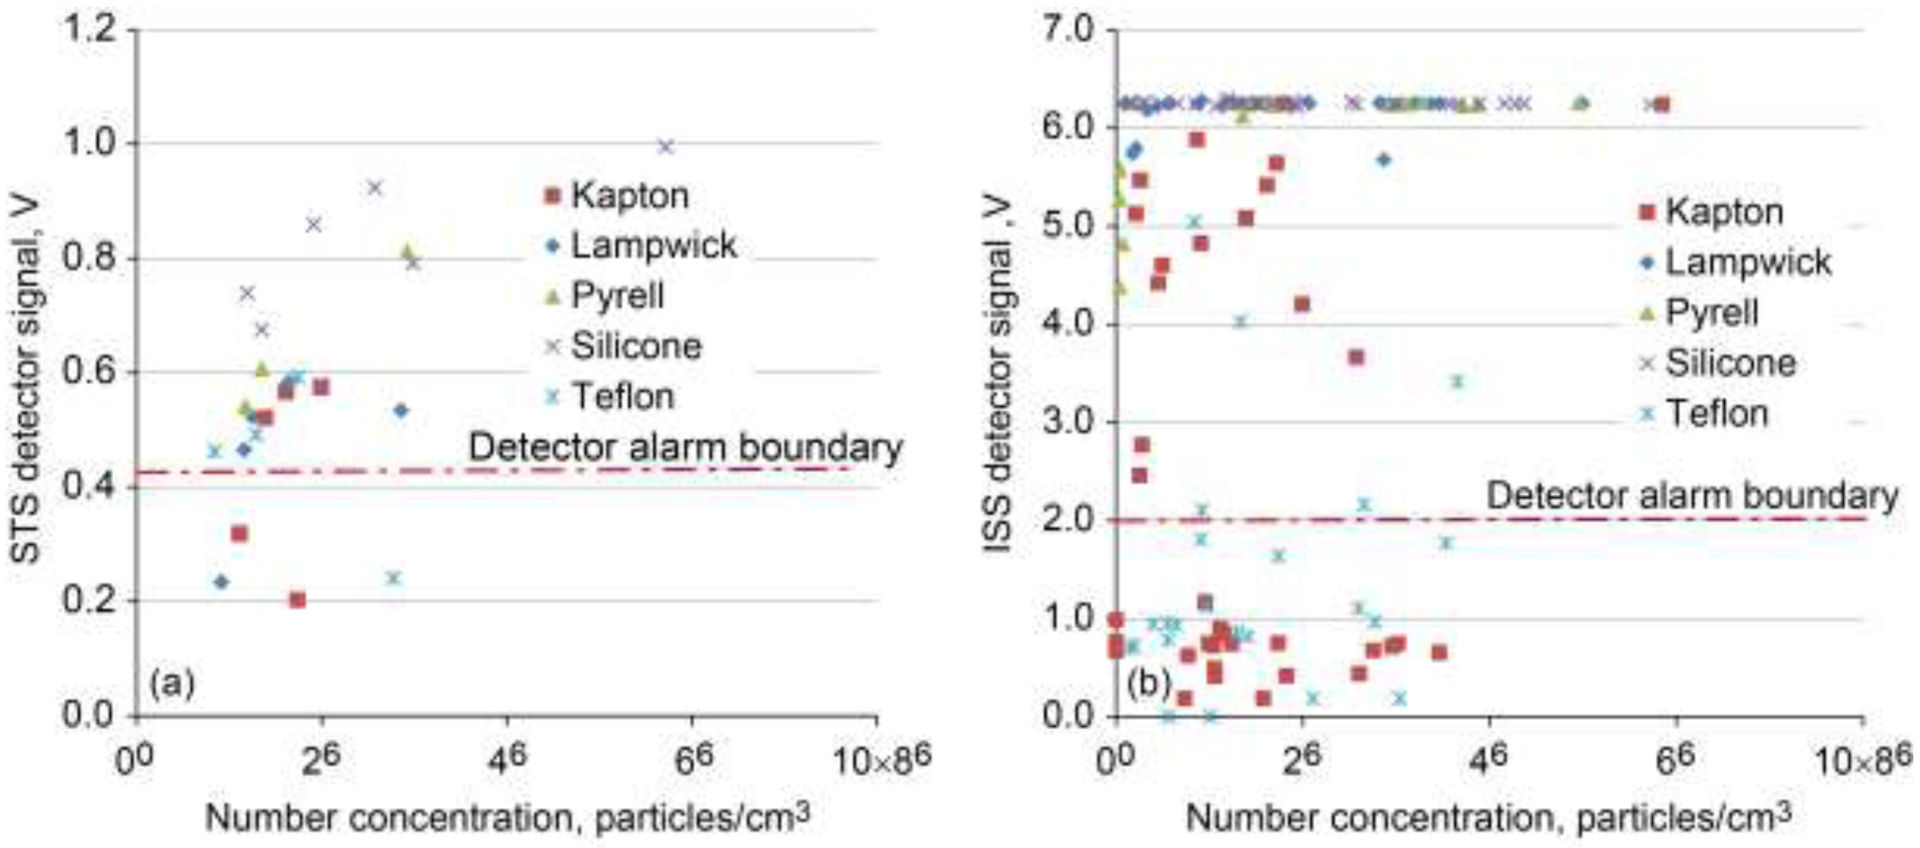 1.2
1.0
0.8
0.6
0.4
0.2
0.0
STS detector signal, V
Kapton
Lampwick
Pyrell
Silicone
Teflon
Detector alarm boundary
(a)
0⁰ 2⁶ 4⁶ 6⁶ 10×8⁶
Number concentration, particles/cm³
7.0
6.0
5.0
4.0
3.0
2.0
1.0
0.0
ISS detector signal ,V
Kapton
Lampwick
Pyrell
Silicone
Teflon
Detector alarm boundary
(b)
0⁰ 2⁶ 4⁶ 6⁶ 10×8⁶
Number concentration, particles/cm³